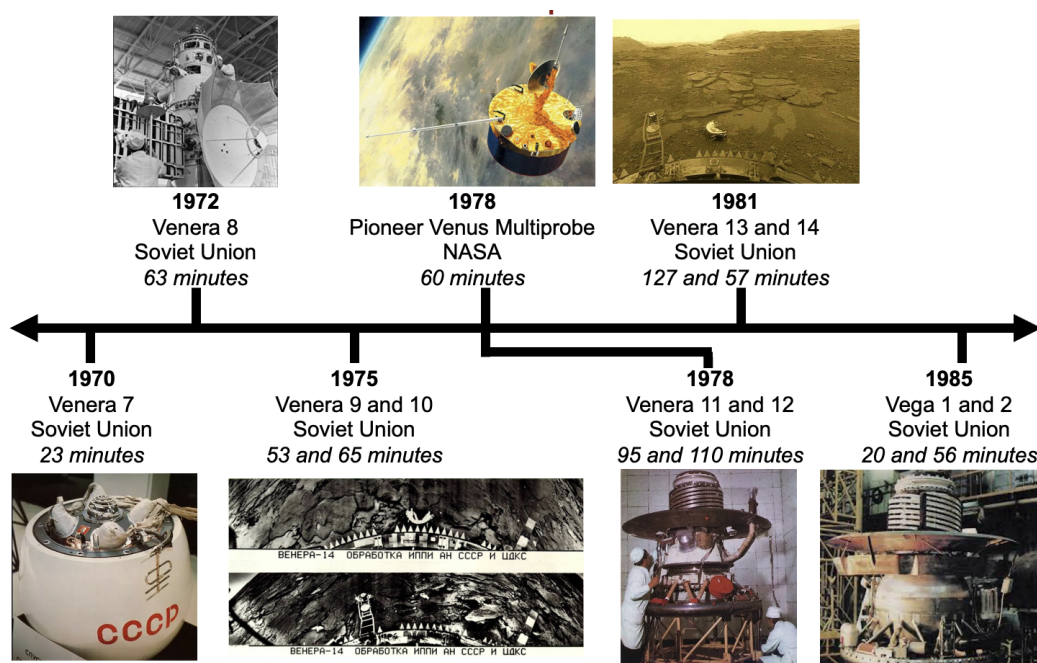 1972
Venera 8
Soviet Union
63 minutes
1978
Pioneer Venus Multiprobe
NASA
60 minutes
1981
Venera 13 and 14
Soviet Union
127 and 57 minutes
1970
Venera 7
Soviet Union
23 minutes
СССР
1975
Venera 9 and 10
Soviet Union
53 and 65 minutes
ВЕНЕРА-14 ОБРАБОТКА ИППИ АН СССР И ЦДКС
ВЕНЕРА-14 ОБРАБОТКА ИППИ АН СССР И ЦДКС
1978
Venera 11 and 12
Soviet Union
95 and 110 minutes
1985
Vega 1 and 2
Soviet Union
20 and 56 minutes